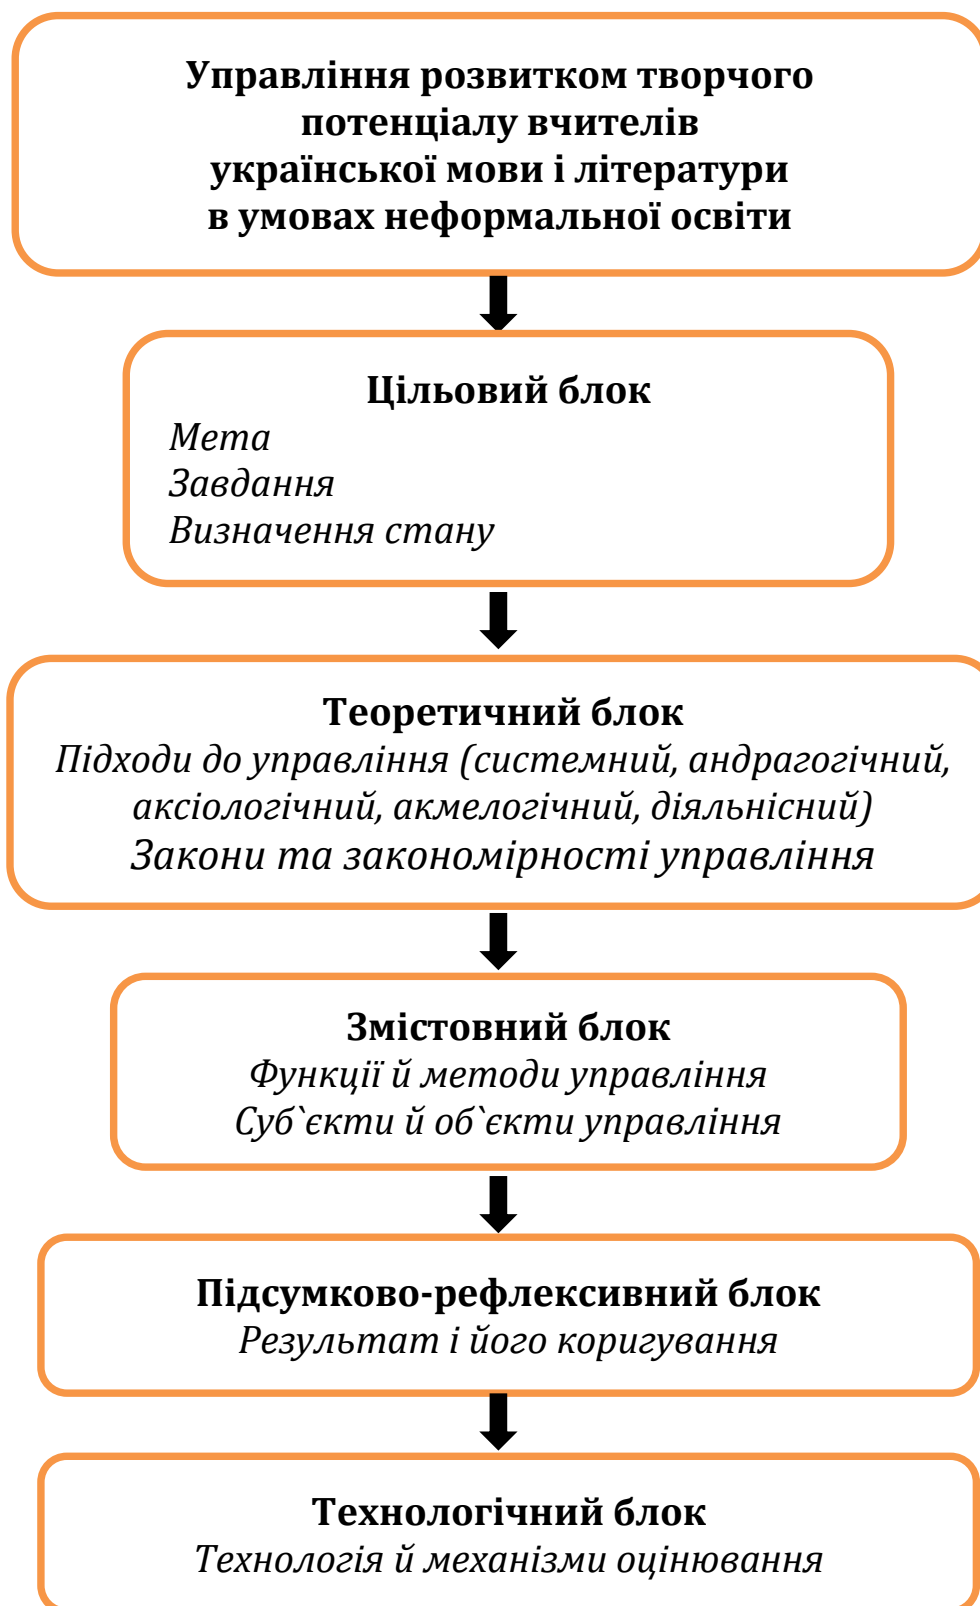 Управління розвитком творчого
потенціалу вчителів
української мови і літератури
в умовах неформальної освіти
Цільовий блок
Мета
Завдання
Визначення стану
Теоретичний блок
Підходи до управління (системний, андрагогічний,
аксіологічний, акмелогічний, діяльнісний)
Закони та закономірності управління
Змістовний блок
Функції й методи управління
Суб`єкти й об`єкти управління
Підсумково-рефлексивний блок
Результат і його коригування
Технологічний блок
Технологія й механізми оцінювання